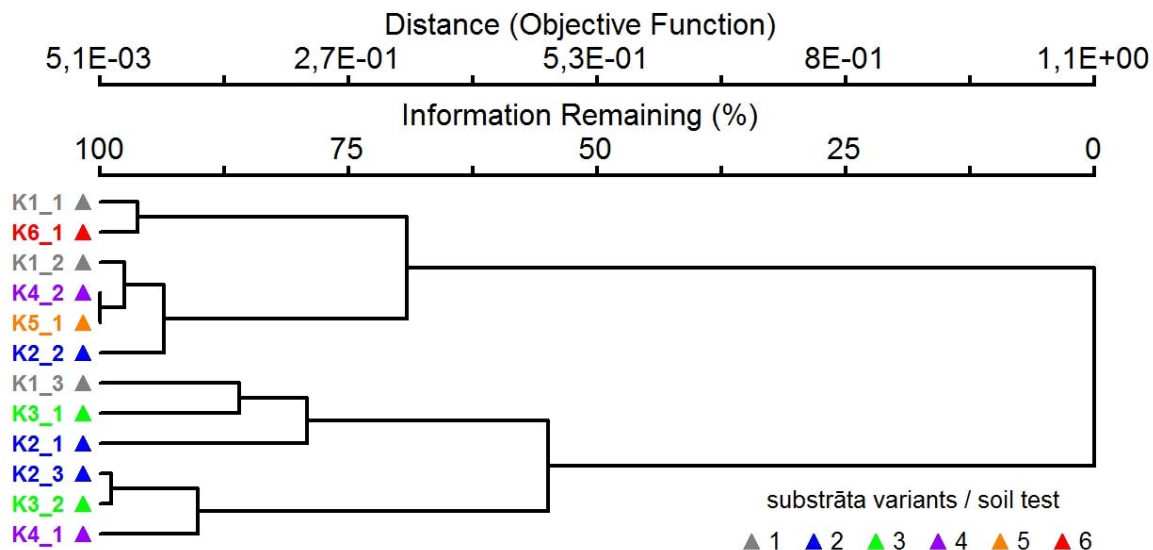 Distance (Objective Function)
5,1E-03 2,7E-01 5,3E-01 8E-01 1,1E+00
Information Remaining (%)
100 75 50 25 0
K1_1
K6_1
K1_2
K4_2
K5_1
K2_2
K1_3
K3_1
K2_1
K2_3
K3_2
K4_1
substrāta variants / soil test
1 2 3 4 5 6